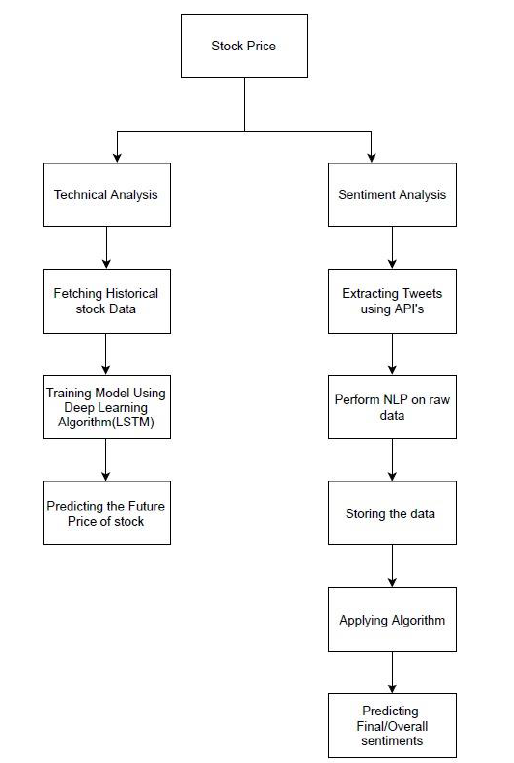 Stock Price
Technical Analysis
Sentiment Analysis
Fetching Historical
stock Data
Extracting Tweets
using API's
Training Model Using
Deep Learning
Algorithm(LSTM)
Perform NLP on raw
data
Predicting the Future
Price of stock
Storing the data
Applying Algorithm
Predicting
Final/Overall
sentiments